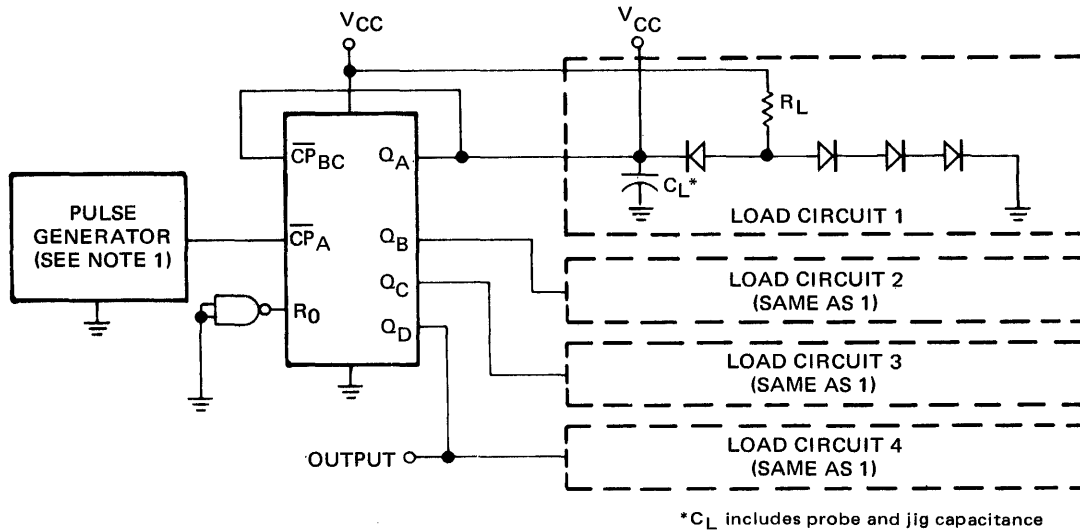 VCC
VCC
RL
CPBC
QA
CL*
LOAD CIRCUIT 1
PULSE
GENERATOR
(SEE NOTE 1)
CPA
QB
LOAD CIRCUIT 2
(SAME AS 1)
QC
R0
QD
LOAD CIRCUIT 3
(SAME AS 1)
LOAD CIRCUIT 4
(SAME AS 1)
OUTPUT
*CL includes probe and jig capacitance